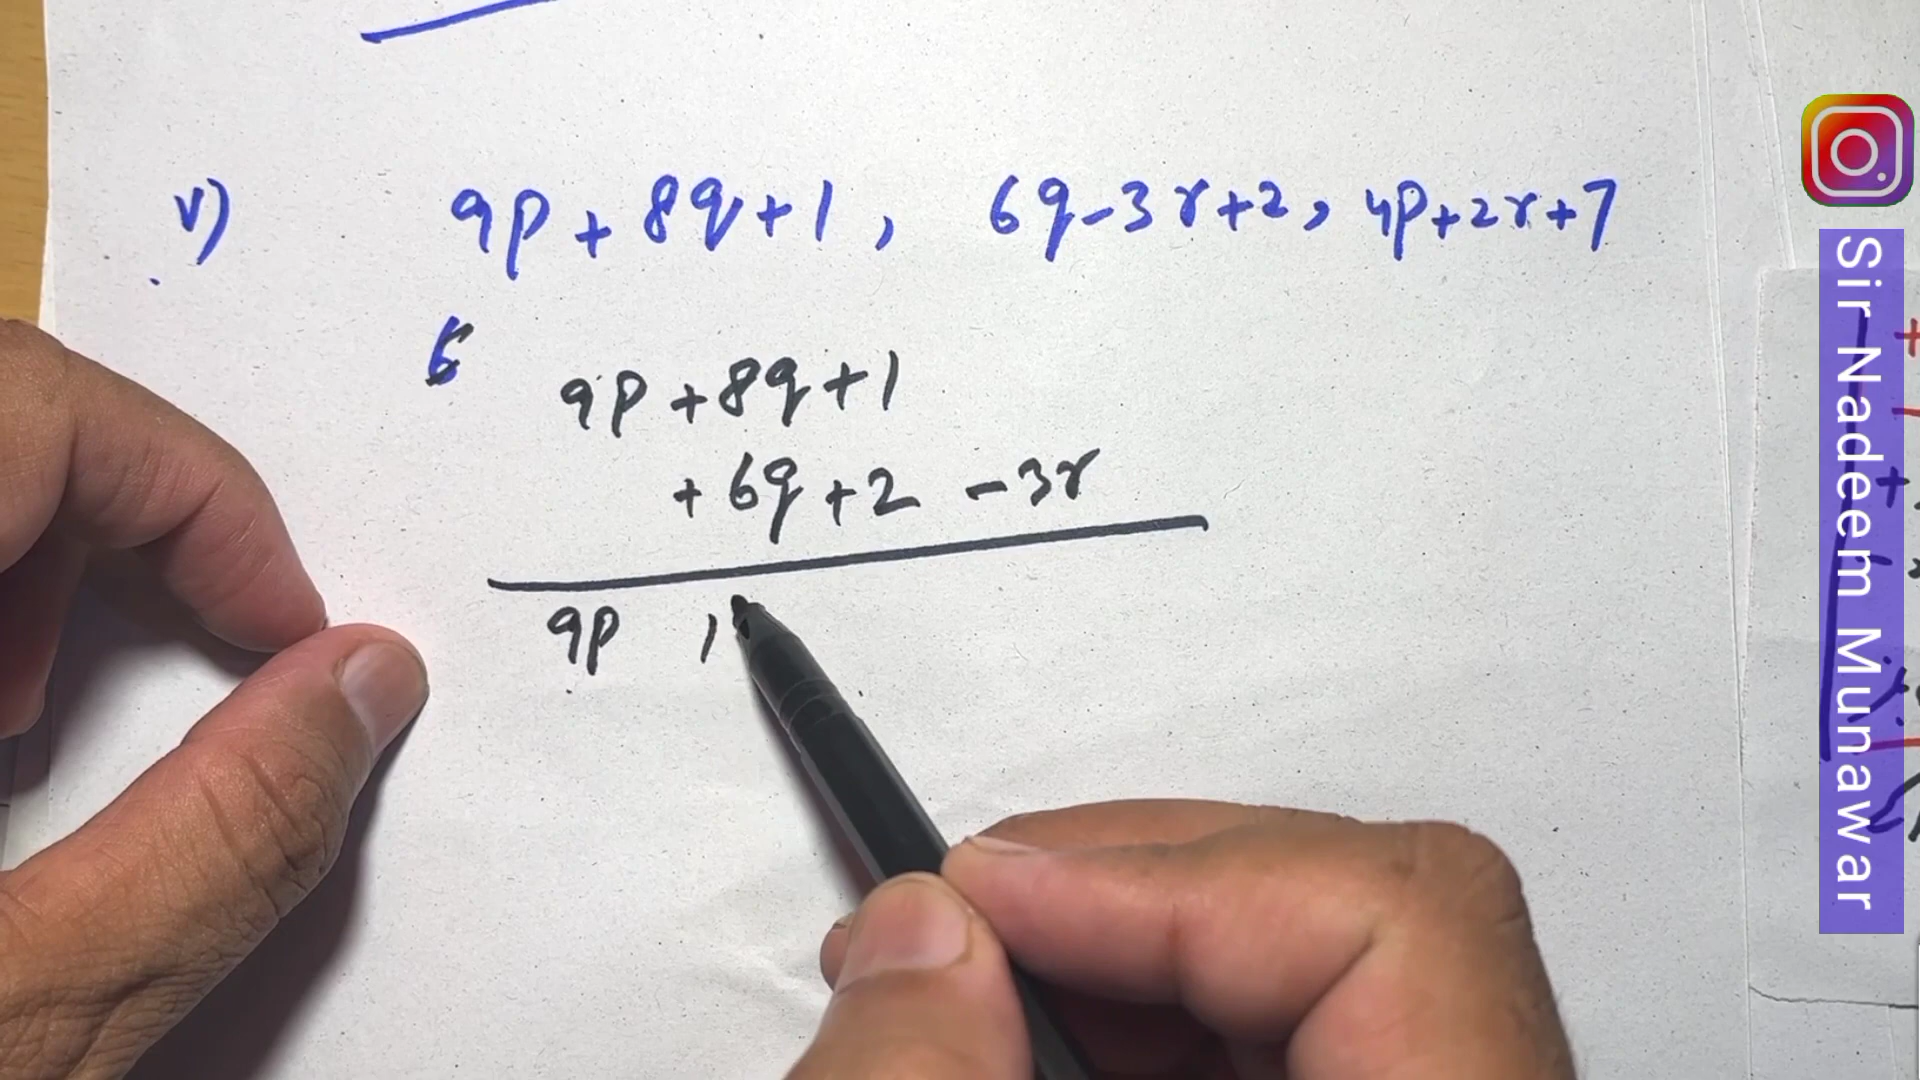 v) 9p + 8q + 1 , 6q - 3r + 2 , 4p + 2r + 7
9p + 8q + 1
+ 6q + 2 - 3r
9p 1
Sir Nadeem Munawar